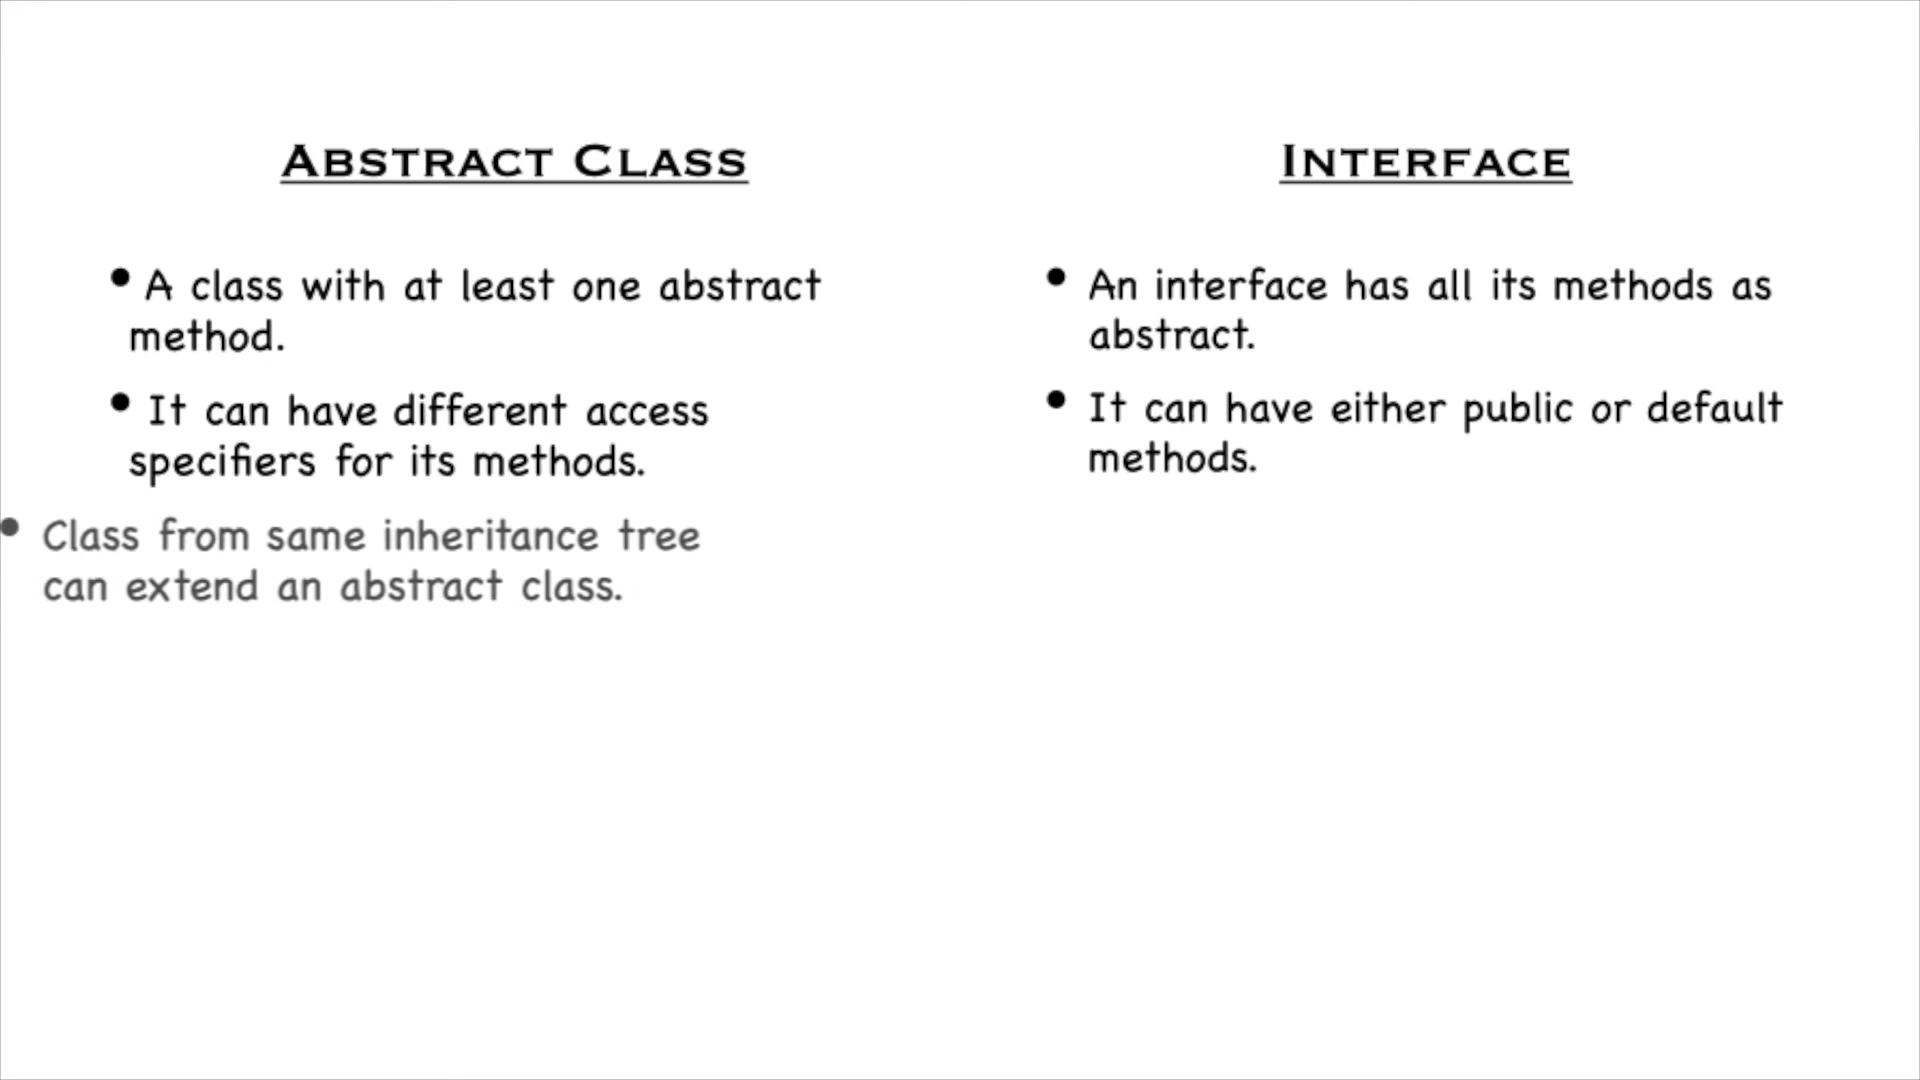 ABSTRACT CLASS
• A class with at least one abstract
method.
• It can have different access
specifiers for its methods.
• Class from same inheritance tree
can extend an abstract class.
INTERFACE
• An interface has all its methods as
abstract.
• It can have either public or default
methods.